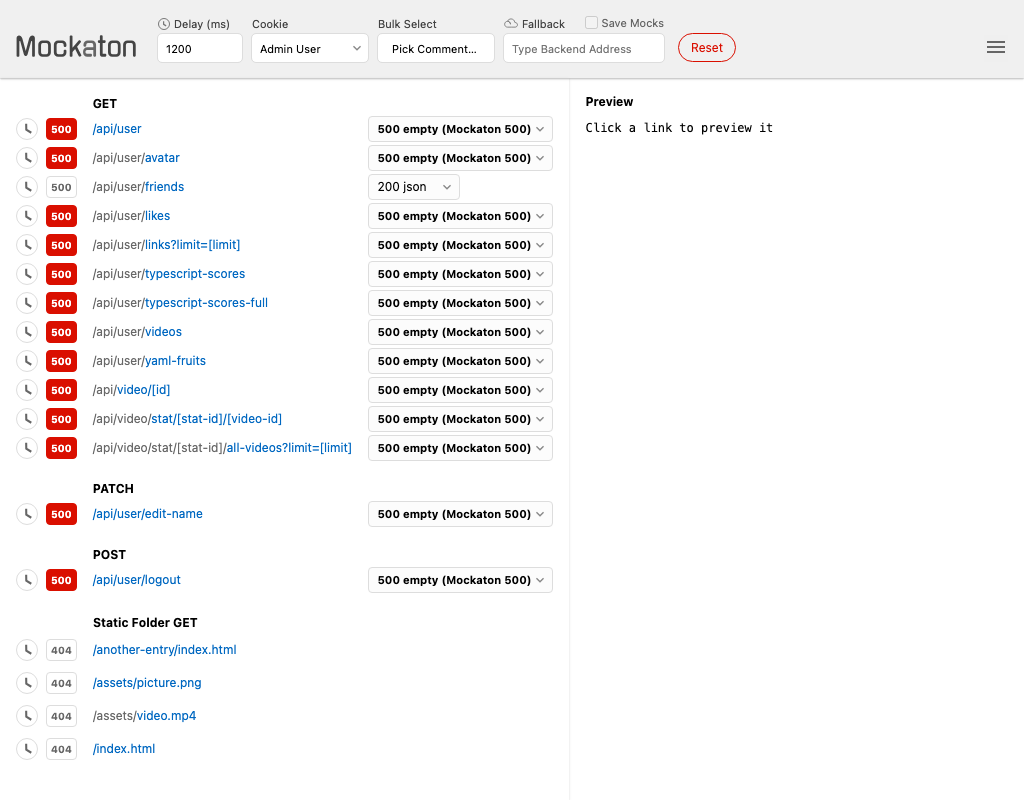 Mockaton
Delay (ms)
1200
Cookie
Admin User
Bulk Select
Pick Comment...
Fallback
Save Mocks
Type Backend Address
Reset
GET
500 /api/user 500 empty (Mockaton 500)
500 /api/user/avatar 500 empty (Mockaton 500)
500 /api/user/friends 200 json
500 /api/user/likes 500 empty (Mockaton 500)
500 /api/user/links?limit=[limit] 500 empty (Mockaton 500)
500 /api/user/typescript-scores 500 empty (Mockaton 500)
500 /api/user/typescript-scores-full 500 empty (Mockaton 500)
500 /api/user/videos 500 empty (Mockaton 500)
500 /api/user/yaml-fruits 500 empty (Mockaton 500)
500 /api/video/[id] 500 empty (Mockaton 500)
500 /api/video/stat/[stat-id]/[video-id] 500 empty (Mockaton 500)
500 /api/video/stat/[stat-id]/all-videos?limit=[limit] 500 empty (Mockaton 500)
PATCH
500 /api/user/edit-name 500 empty (Mockaton 500)
POST
500 /api/user/logout 500 empty (Mockaton 500)
Static Folder GET
404 /another-entry/index.html
404 /assets/picture.png
404 /assets/video.mp4
404 /index.html
Preview
Click a link to preview it